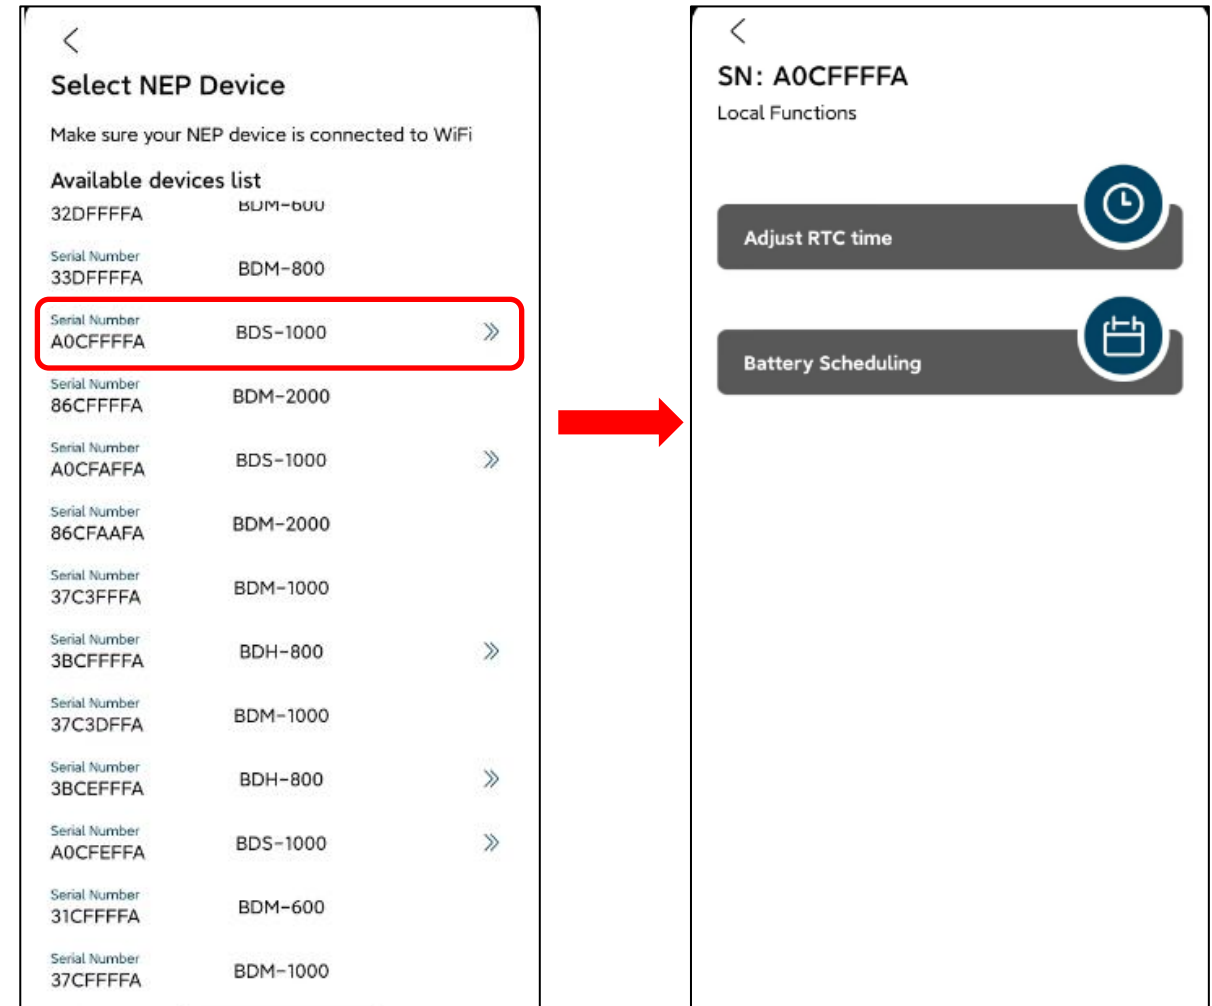 Select NEP Device
Make sure your NEP device is connected to WiFi
Available devices list
32DFFFFA BDM-600
Serial Number
33DFFFFA BDM-800
Serial Number
A0CFFFFA BDS-1000
Serial Number
86CFFFFA BDM-2000
Serial Number
A0CFAFFA BDS-1000
Serial Number
86CFAAFA BDM-2000
Serial Number
37C3FFFA BDM-1000
Serial Number
3BCFFFFA BDH-800
Serial Number
37C3DFFA BDM-1000
Serial Number
3BCEFFFA BDH-800
Serial Number
A0CFEFFA BDS-1000
Serial Number
31CFFFFA BDM-600
Serial Number
37CFFFFA BDM-1000
SN: A0CFFFFA
Local Functions
Adjust RTC time
Battery Scheduling